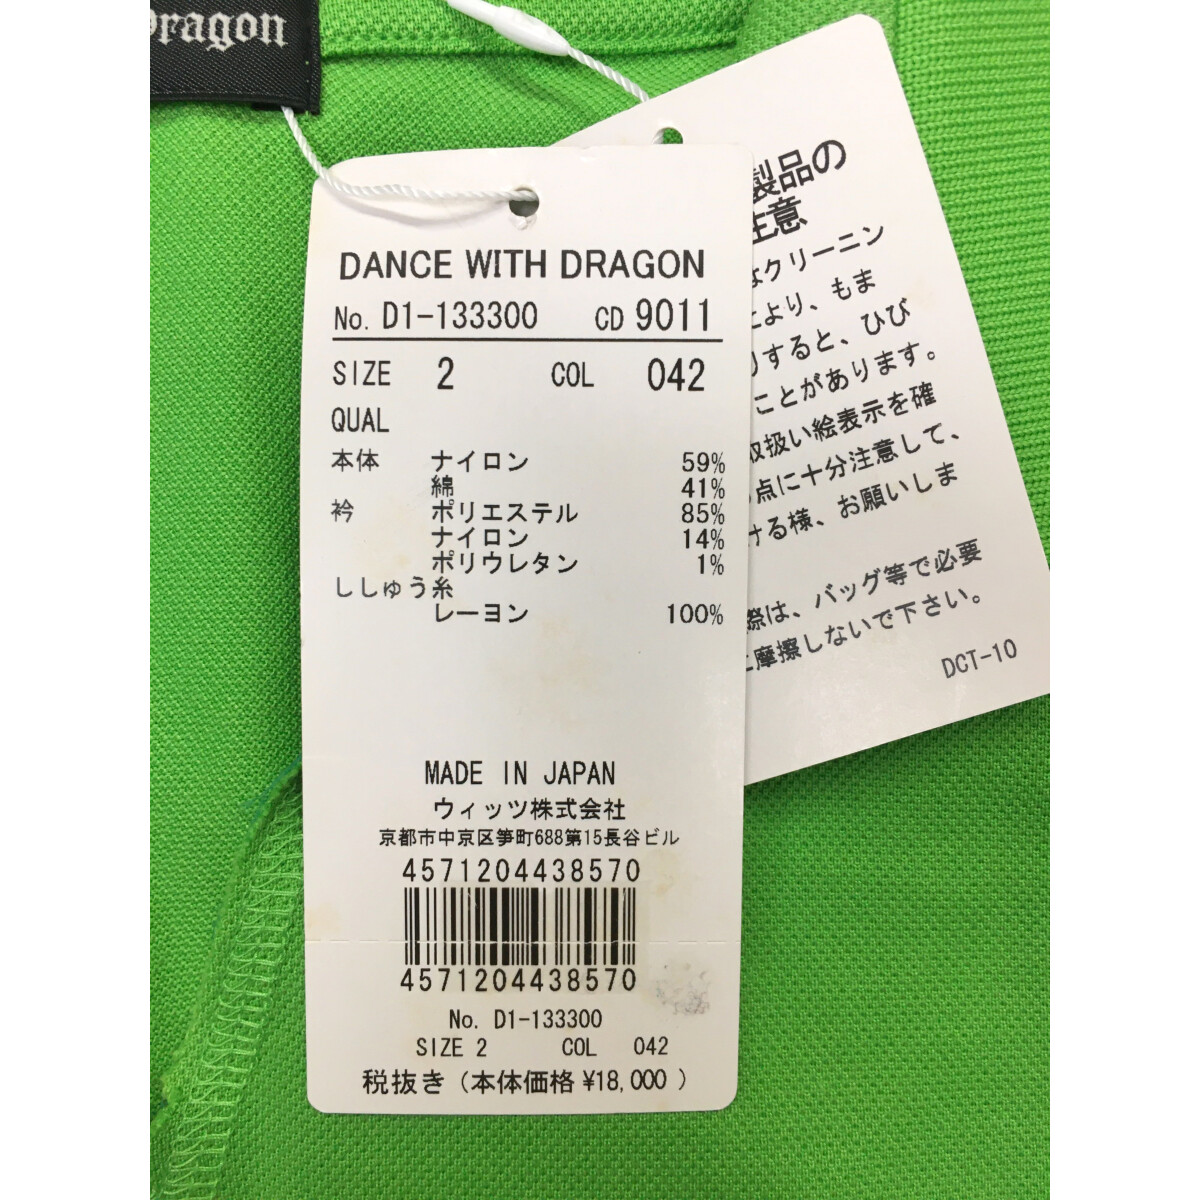 DANCE WITH DRAGON
No. D1-133300 CD 9011
SIZE 2 COL 042
QUAL
本体 ナイロン 59%
綿 41%
衿 ポリエステル 85%
ナイロン 14%
ポリウレタン 1%
ししゅう糸
レーヨン 100%
MADE IN JAPAN
ウィッツ株式会社
京都市中京区笋町688第15長谷ビル
4571204438570
4571204438570
No. D1-133300
SIZE 2 COL 042
税抜き (本体価格 ¥18,000 )
製品の
注意
なクリーニン
により、もま
りすると、ひび
ことがあります。
取扱い絵表示を確
点に十分注意して、
ける様、お願いしま
際は、バッグ等で必要
に摩擦しないで下さい。
DCT-10